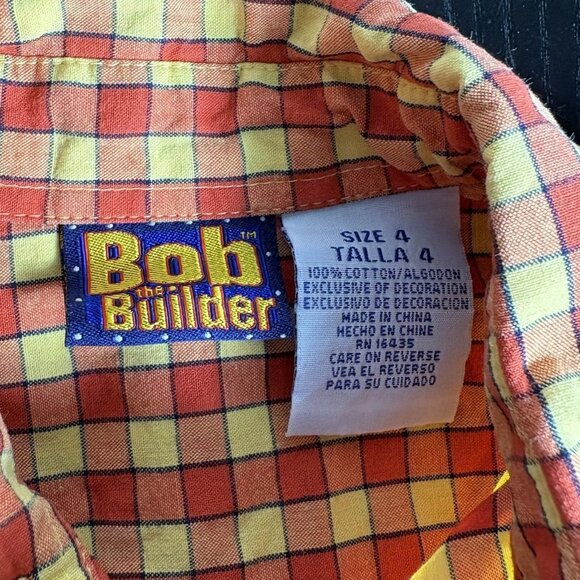 Bob TM
the
Builder
SIZE 4
TALLA 4
100% COTTON/ALGODON
EXCLUSIVE OF DECORATION
EXCLUSIVO DE DECORACION
MADE IN CHINA
HECHO EN CHINE
RN 16435
CARE ON REVERSE
VEA EL REVERSO
PARA SU CUIDADO